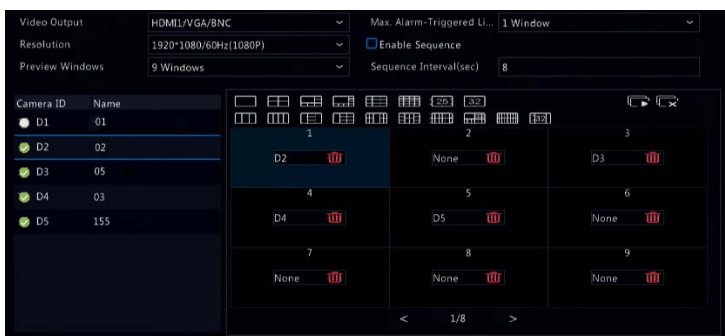 Video Output HDMI1/VGA/BNC Max. Alarm-Triggered Li... 1 Window
Resolution 1920*1080/60Hz(1080P) Enable Sequence
Preview Windows 9 Windows Sequence Interval(sec) 8
Camera ID Name
D1 01
D2 02
D3 05
D4 03
D5 155
25 32
32
1 2 3
D2 None D3
4 5 6
D4 D5 None
7 8 9
None None None
< 1/8 >